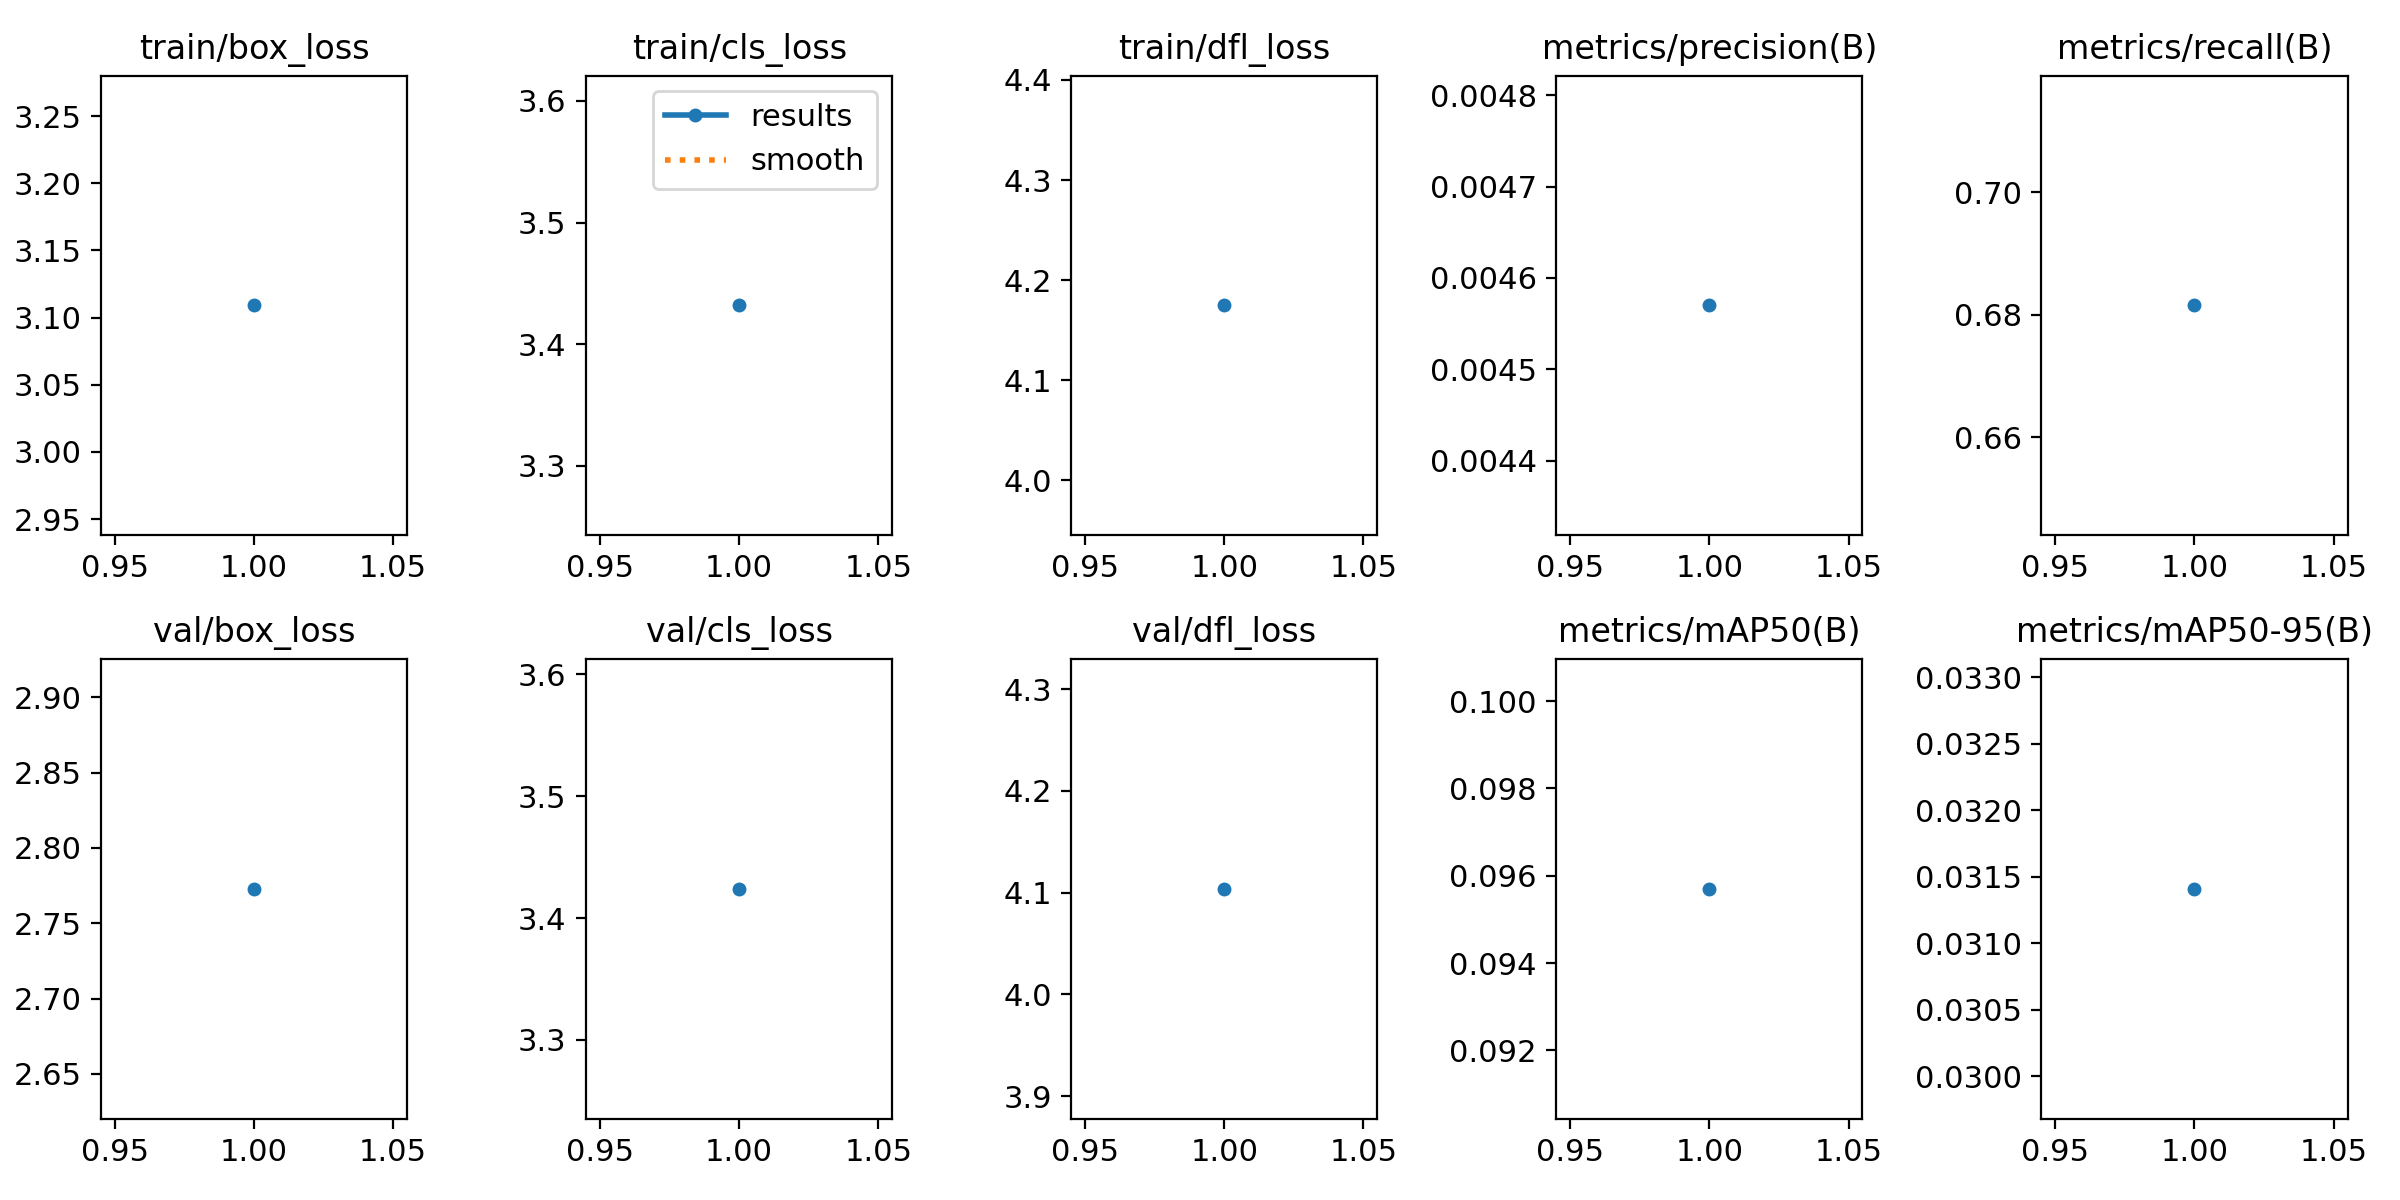 train/box_loss
3.25
3.20
3.15
3.10
3.05
3.00
2.95
0.95 1.00 1.05
train/cls_loss
results
smooth
3.6
3.5
3.4
3.3
0.95 1.00 1.05
train/dfl_loss
4.4
4.3
4.2
4.1
4.0
0.95 1.00 1.05
metrics/precision(B)
0.0048
0.0047
0.0046
0.0045
0.0044
0.95 1.00 1.05
metrics/recall(B)
0.70
0.68
0.66
0.95 1.00 1.05
val/box_loss
2.90
2.85
2.80
2.75
2.70
2.65
0.95 1.00 1.05
val/cls_loss
3.6
3.5
3.4
3.3
0.95 1.00 1.05
val/dfl_loss
4.3
4.2
4.1
4.0
3.9
0.95 1.00 1.05
metrics/mAP50(B)
0.100
0.098
0.096
0.094
0.092
0.95 1.00 1.05
metrics/mAP50-95(B)
0.0330
0.0325
0.0320
0.0315
0.0310
0.0305
0.0300
0.95 1.00 1.05